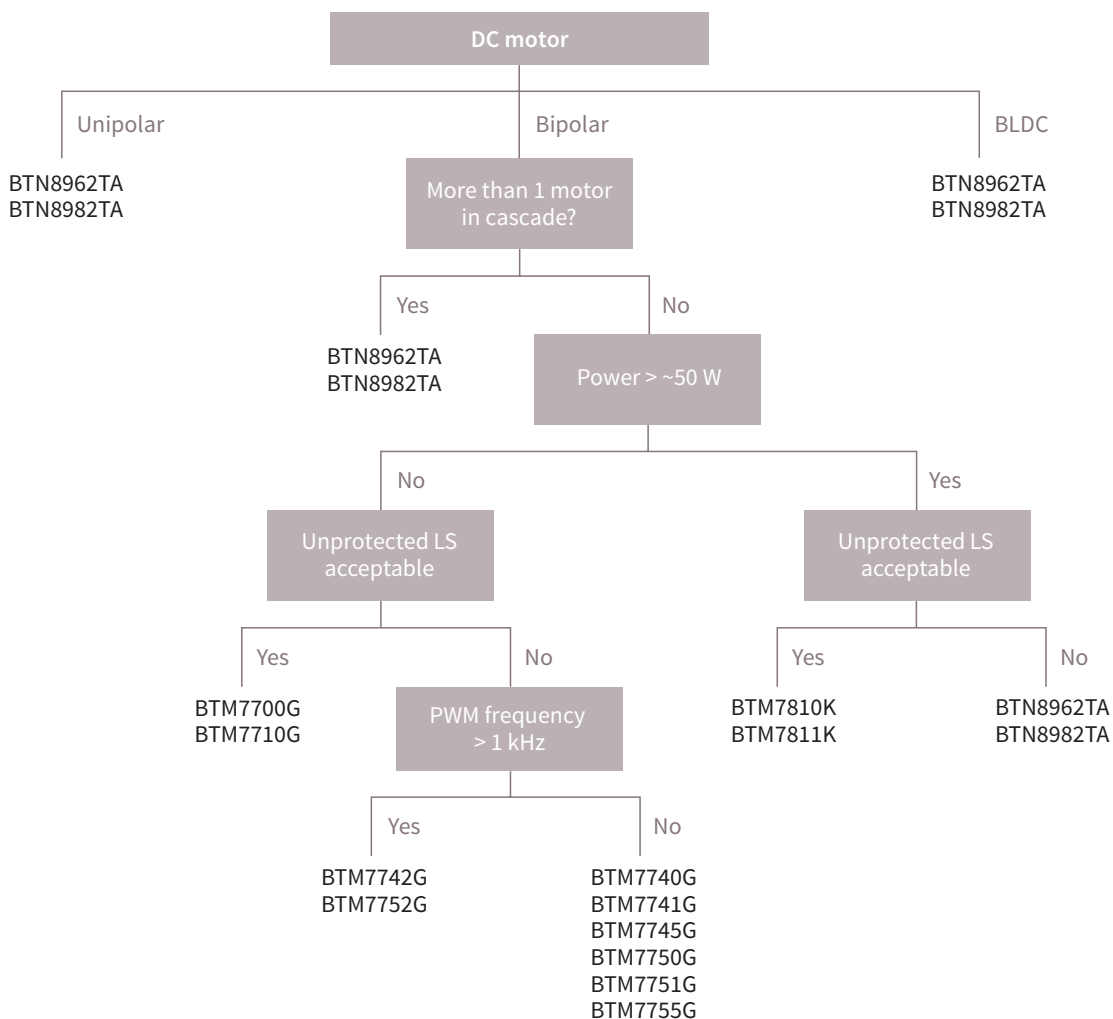 DC motor
Unipolar
Bipolar
BLDC
BTN8962TA
BTN8982TA
More than 1 motor
in cascade?
BTN8962TA
BTN8982TA
Yes
No
BTN8962TA
BTN8982TA
Power > ~50 W
No
Yes
Unprotected LS
acceptable
Unprotected LS
acceptable
Yes
No
Yes
No
BTM7700G
BTM7710G
PWM frequency
> 1 kHz
BTM7810K
BTM7811K
BTN8962TA
BTN8982TA
Yes
No
BTM7742G
BTM7752G
BTM7740G
BTM7741G
BTM7745G
BTM7750G
BTM7751G
BTM7755G